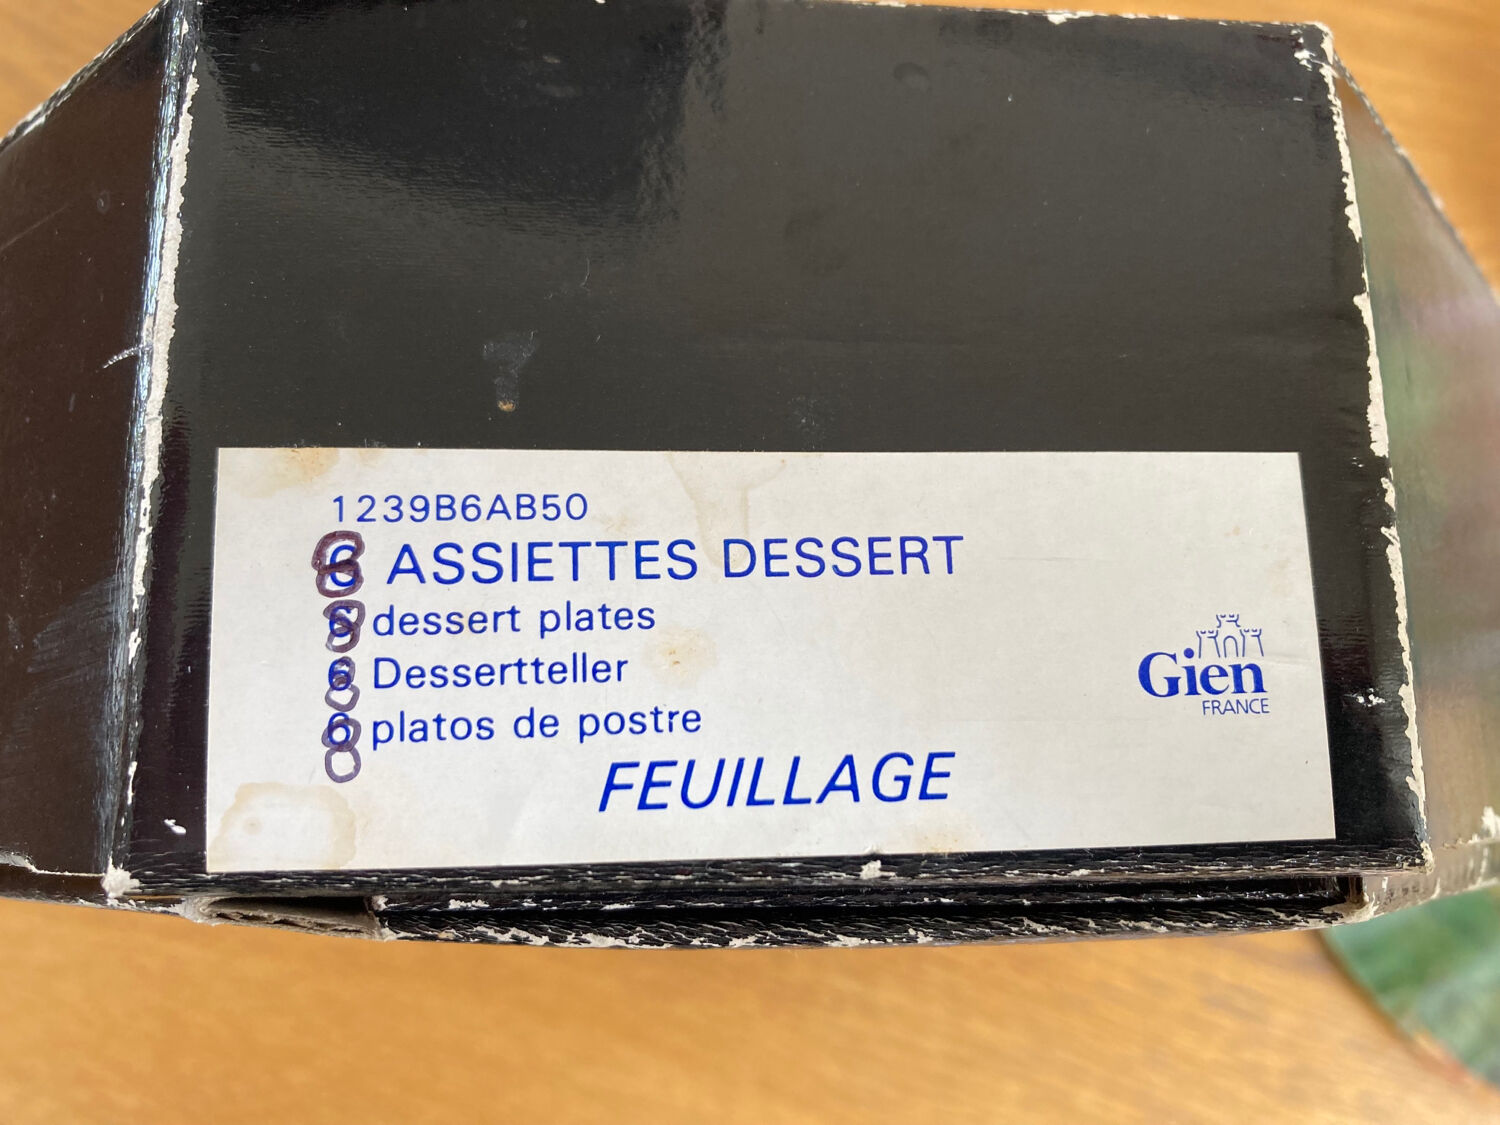 1239B6AB50
6 ASSIETTES DESSERT
6 dessert plates
6 Dessertteller
6 platos de postre
FEUILLAGE
Gien
FRANCE